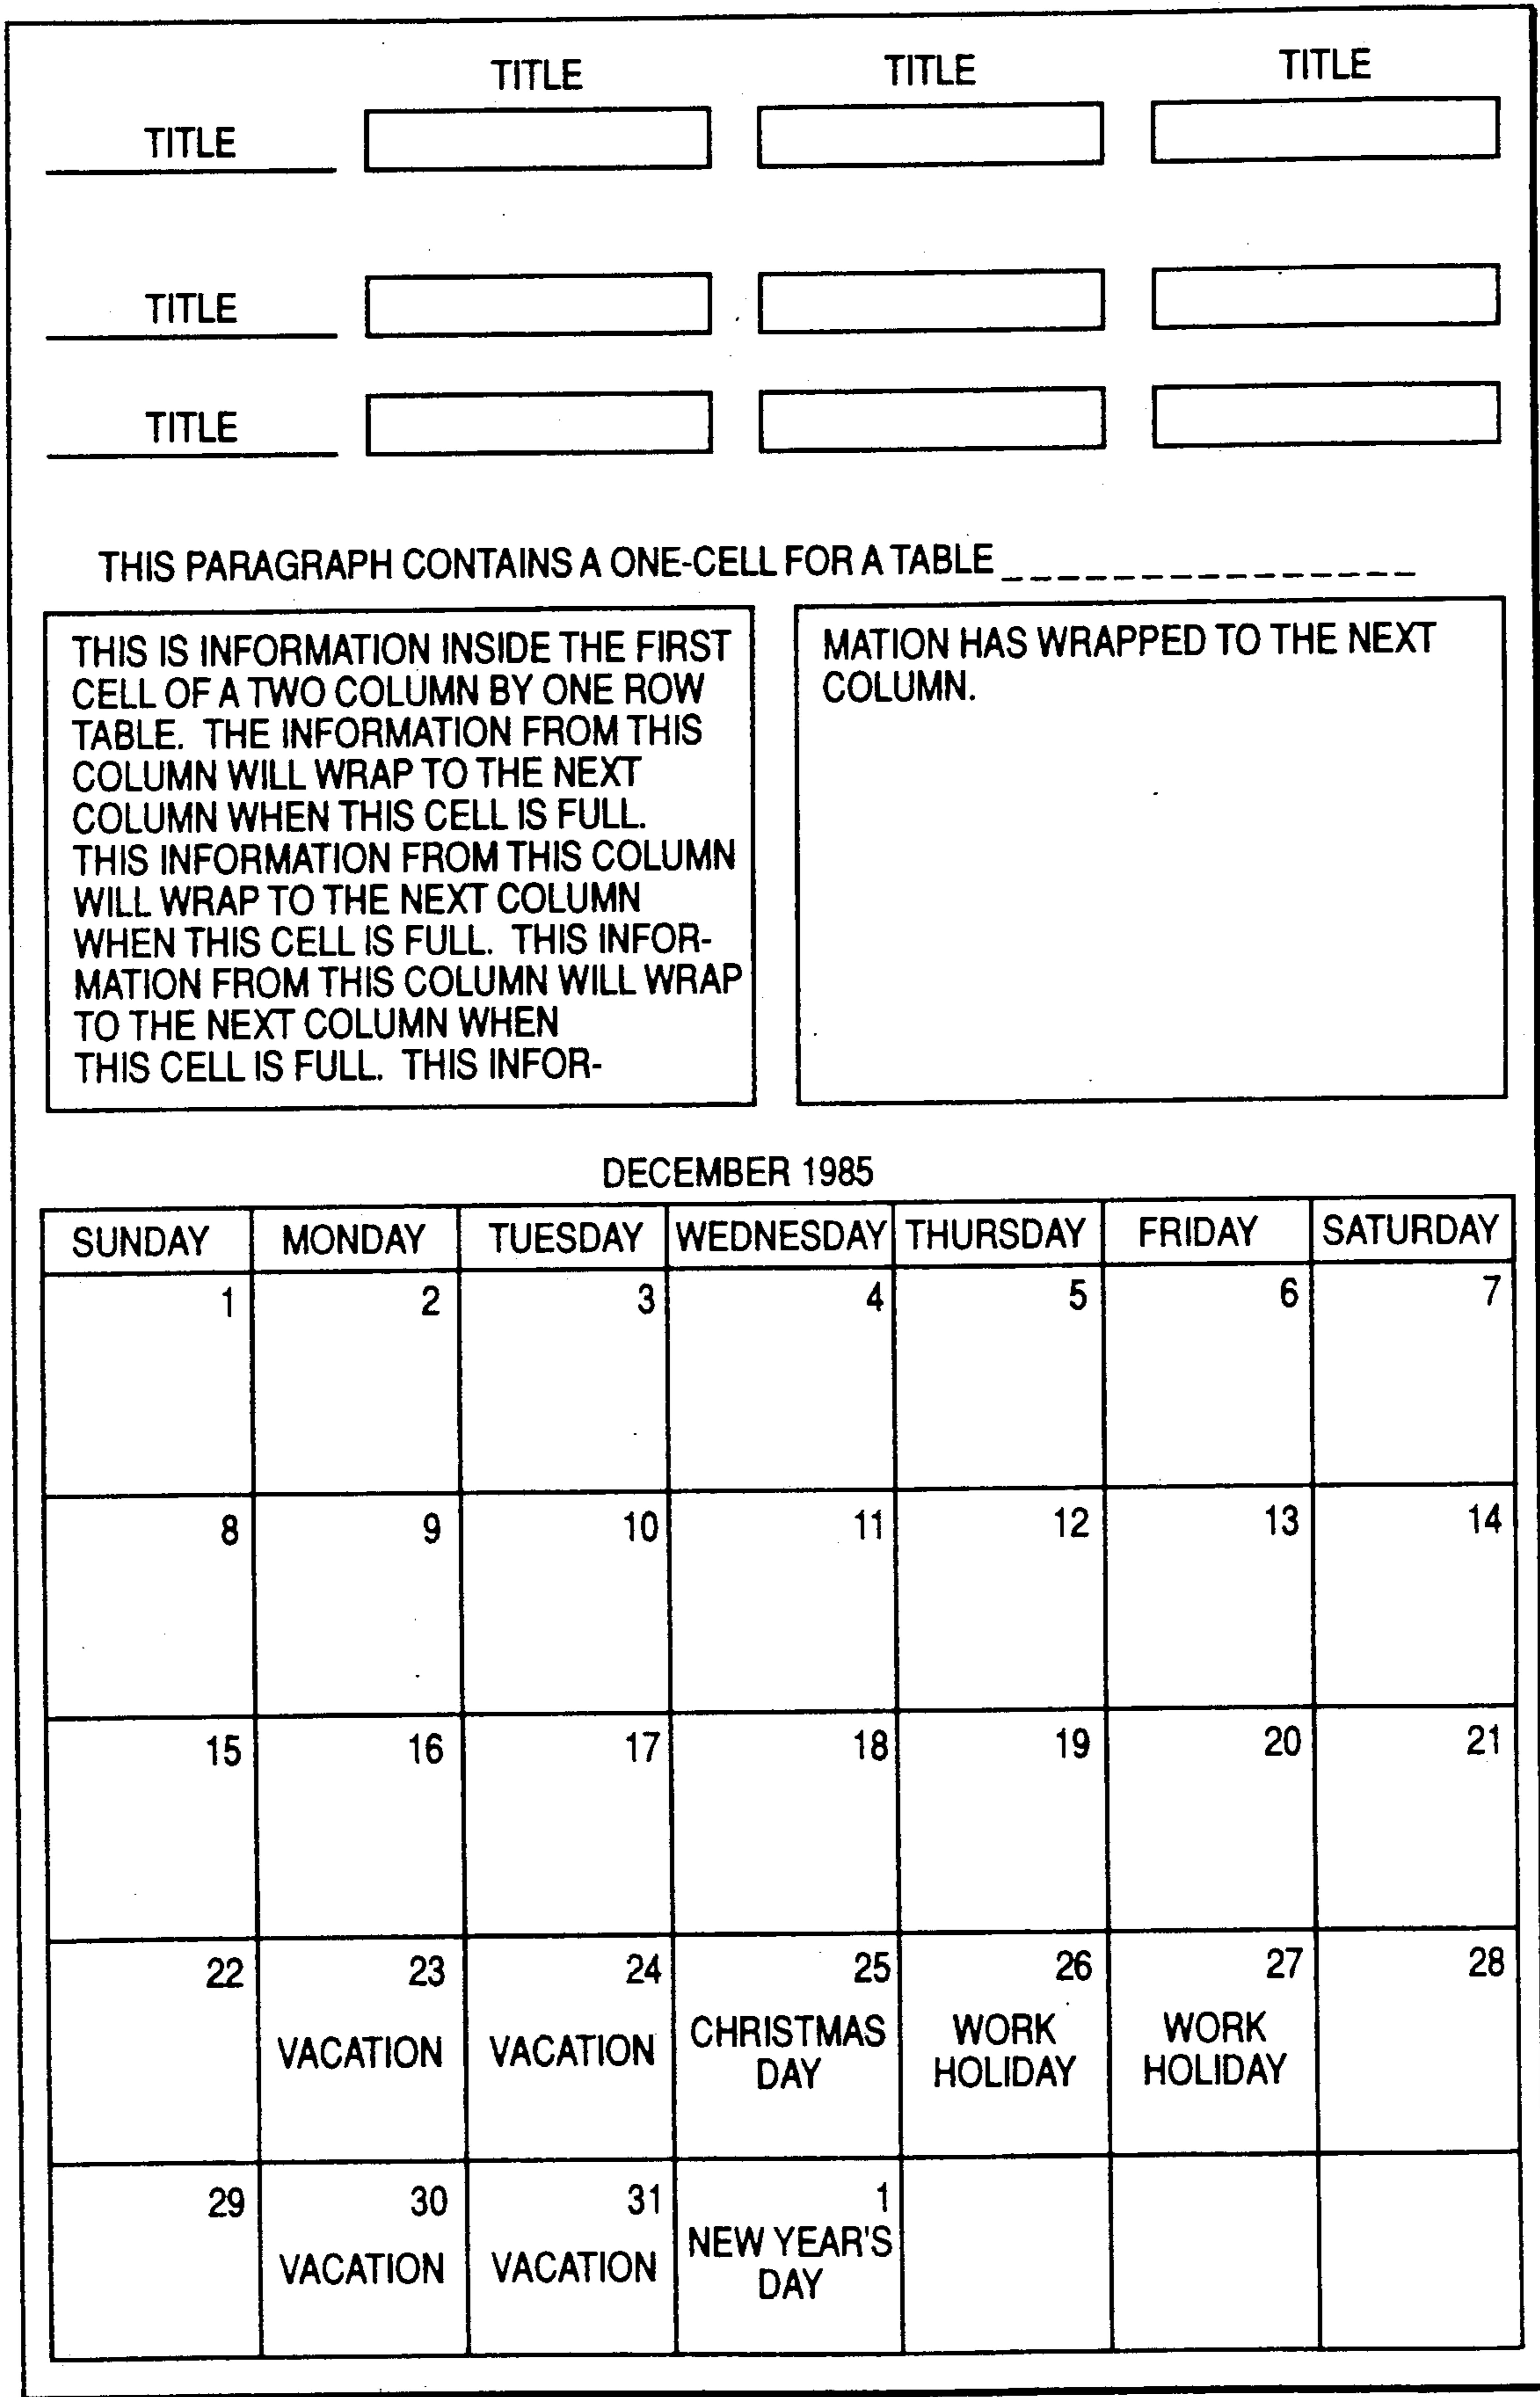 TITLE TITLE TITLE
TITLE
TITLE
TITLE
THIS PARAGRAPH CONTAINS A ONE-CELL FOR A TABLE _ _ _ _ _ _ _ _ _ _ _ _ _ _ _
THIS IS INFORMATION INSIDE THE FIRST
CELL OF A TWO COLUMN BY ONE ROW
TABLE. THE INFORMATION FROM THIS
COLUMN WILL WRAP TO THE NEXT
COLUMN WHEN THIS CELL IS FULL.
THIS INFORMATION FROM THIS COLUMN
WILL WRAP TO THE NEXT COLUMN
WHEN THIS CELL IS FULL. THIS INFOR-
MATION FROM THIS COLUMN WILL WRAP
TO THE NEXT COLUMN WHEN
THIS CELL IS FULL. THIS INFOR-
MATION HAS WRAPPED TO THE NEXT
COLUMN.
DECEMBER 1985
SUNDAY MONDAY TUESDAY WEDNESDAY THURSDAY FRIDAY SATURDAY
1 2 3 4 5 6 7
8 9 10 11 12 13 14
15 16 17 18 19 20 21
22 23 24 25 26 27 28
VACATION VACATION CHRISTMAS WORK WORK
DAY HOLIDAY HOLIDAY
29 30 31 1
VACATION VACATION NEW YEAR'S
DAY